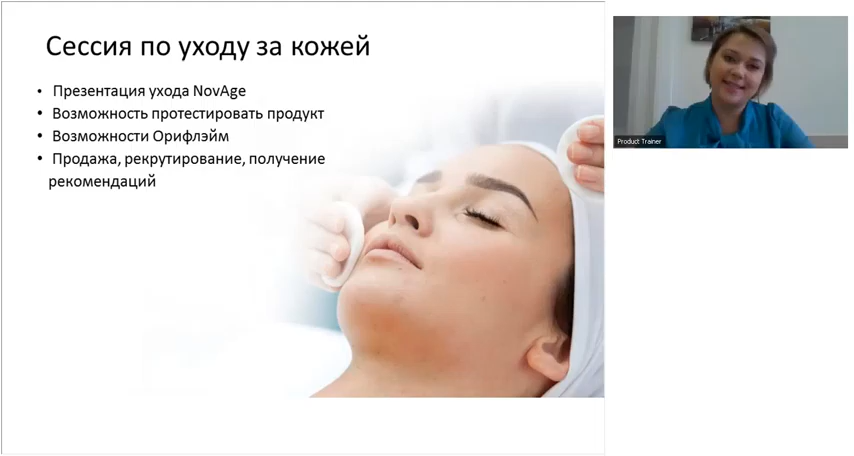 Сессия по уходу за кожей
• Презентация ухода NovAge
• Возможность протестировать продукт
• Возможности Орифлэйм
• Продажа, рекрутирование, получение
рекомендаций
Product Trainer